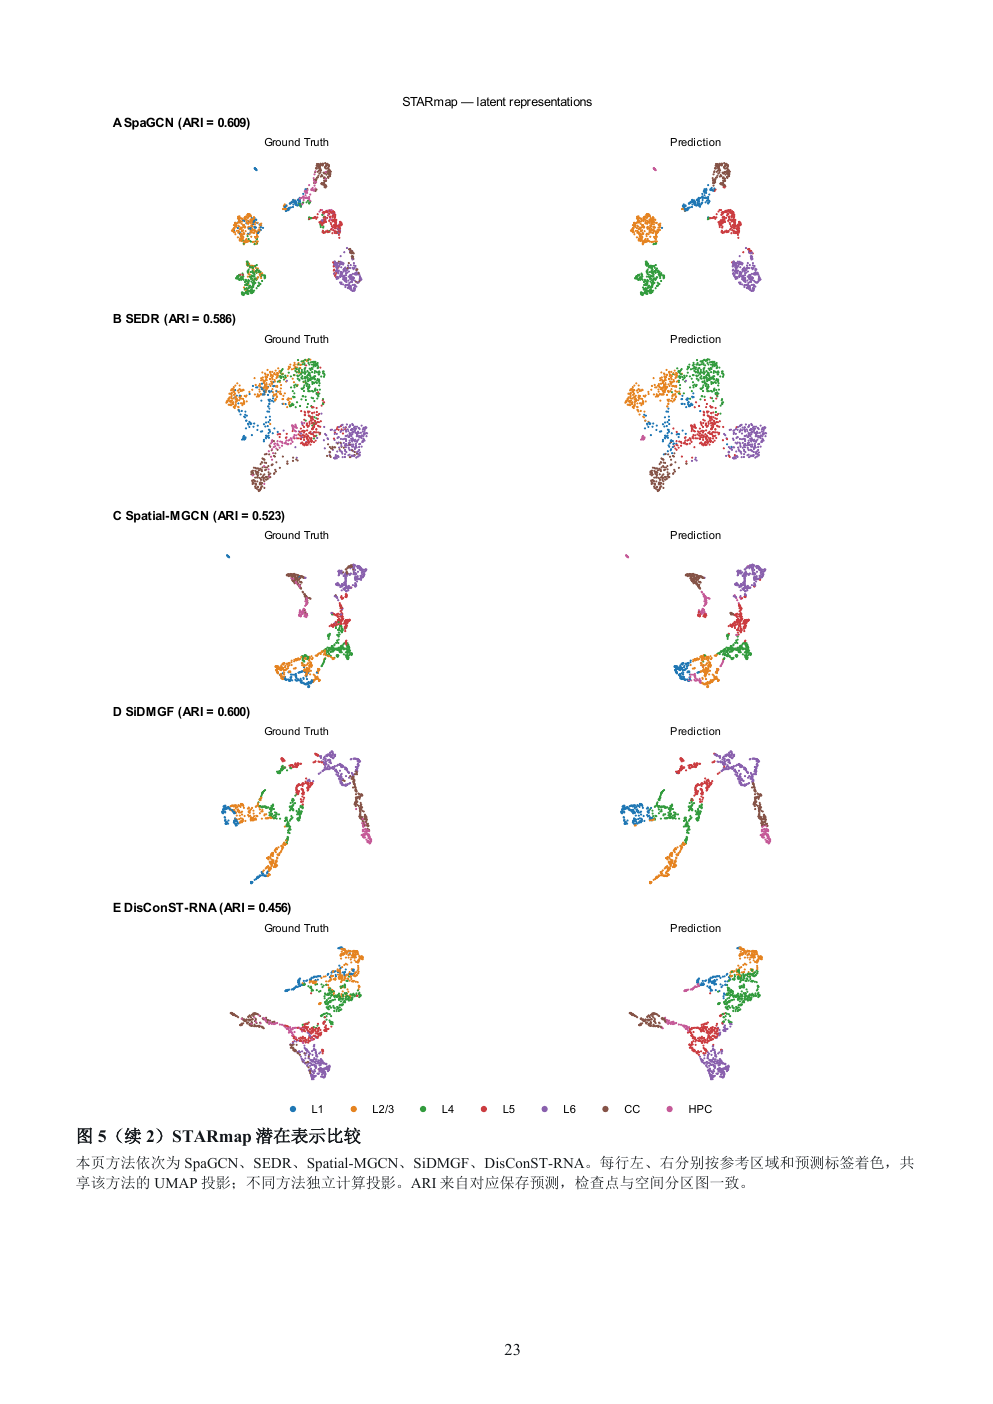 STARmap — latent representations
A SpaGCN (ARI = 0.609)
Ground Truth Prediction
B SEDR (ARI = 0.586)
Ground Truth Prediction
C Spatial-MGCN (ARI = 0.523)
Ground Truth Prediction
D SiDMGF (ARI = 0.600)
Ground Truth Prediction
E DisConST-RNA (ARI = 0.456)
Ground Truth Prediction
L1 L2/3 L4 L5 L6 CC HPC
图 5（续 2）STARmap 潜在表示比较
本页方法依次为 SpaGCN、SEDR、Spatial-MGCN、SiDMGF、DisConST-RNA。每行左、右分别按参考区域和预测标签着色，共
享该方法的 UMAP 投影；不同方法独立计算投影。ARI 来自对应保存预测，检查点与空间分区图一致。
23